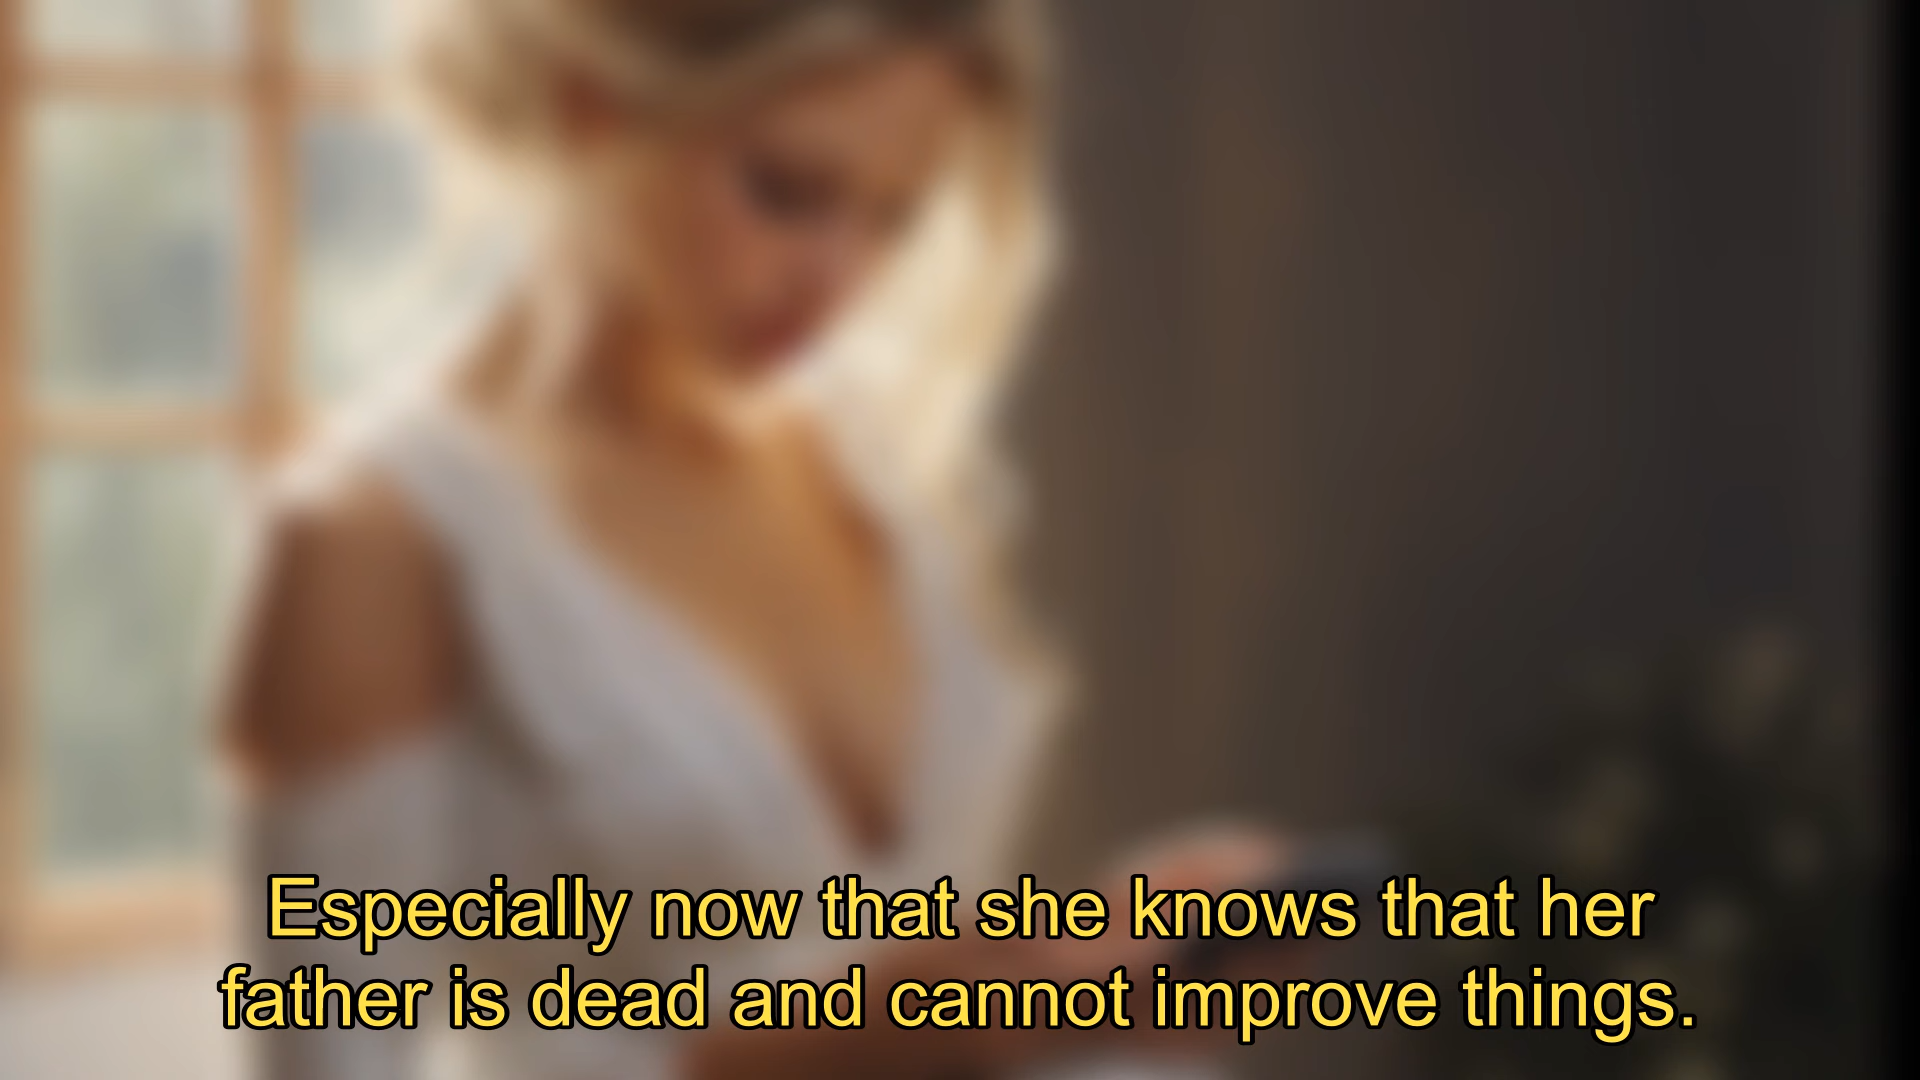 Especially now that she knows that her
father is dead and cannot improve things.